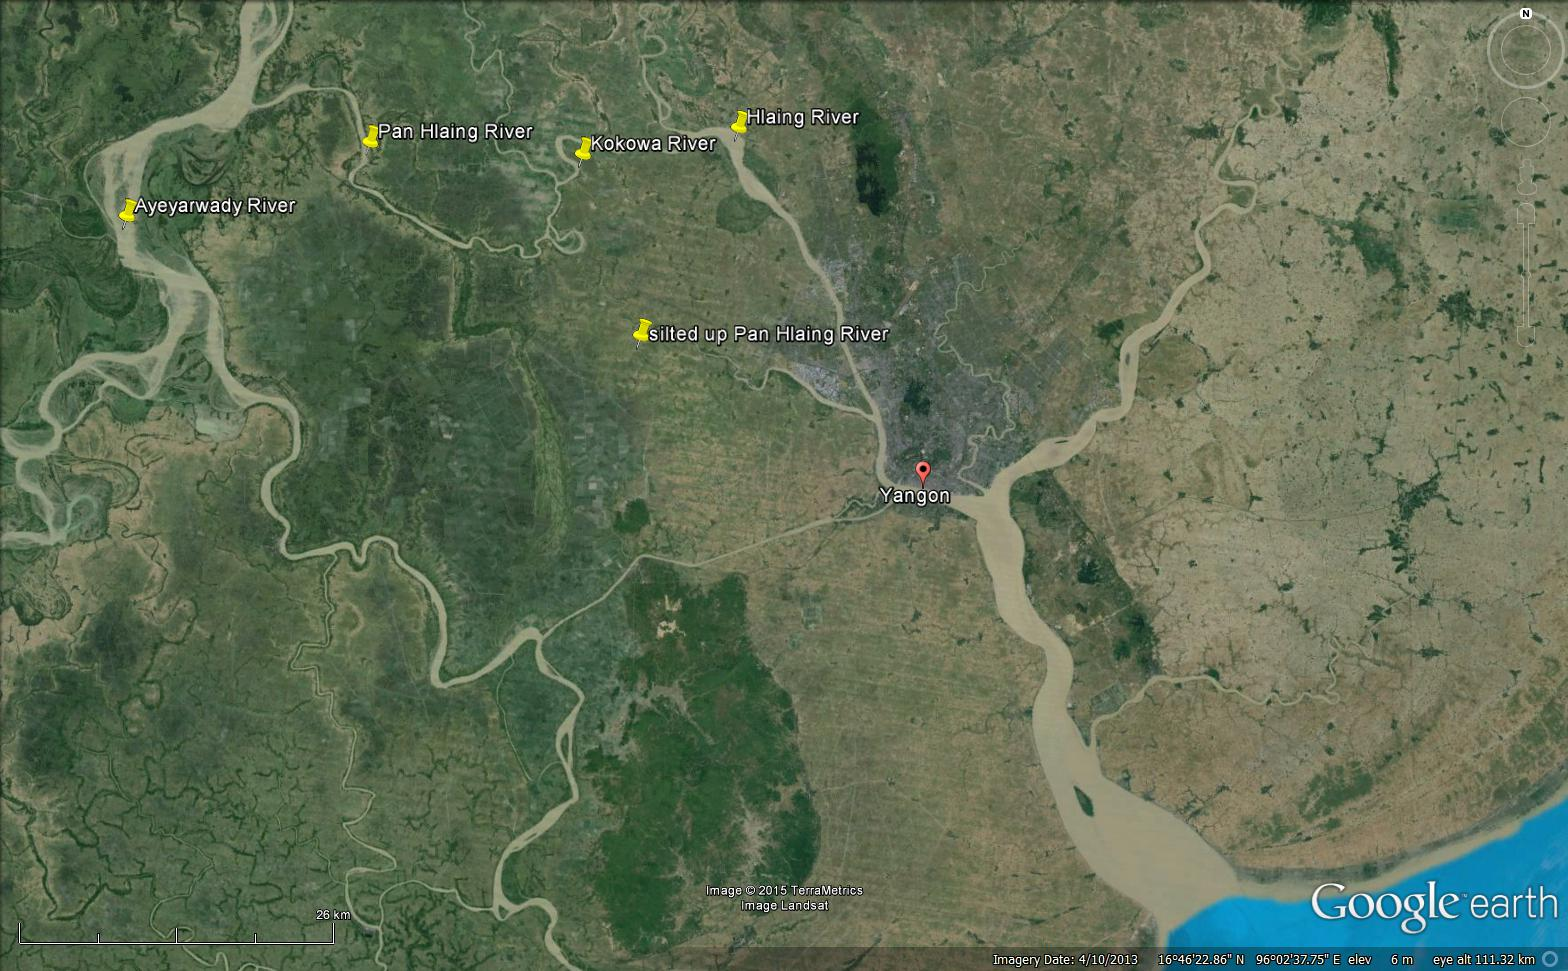 N
Hlaing River
Pan Hlaing River
Kokowa River
Ayeyarwady River
silted up Pan Hlaing River
Yangon
Image © 2015 TerraMetrics
Image Landsat
26 km
Google earth
Imagery Date: 4/10/2013 16°46'22.86" N 96°02'37.75" E elev 6 m eye alt 111.32 km